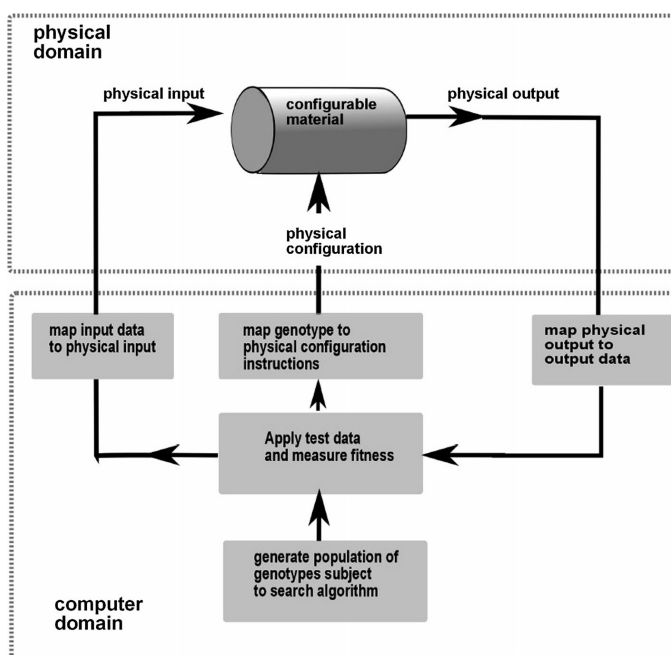 physical
domain
physical input
configurable
material
physical output
physical
configuration
map input data
to physical input
map genotype to
physical configuration
instructions
map physical
output to
output data
Apply test data
and measure fitness
generate population of
genotypes subject
to search algorithm
computer
domain